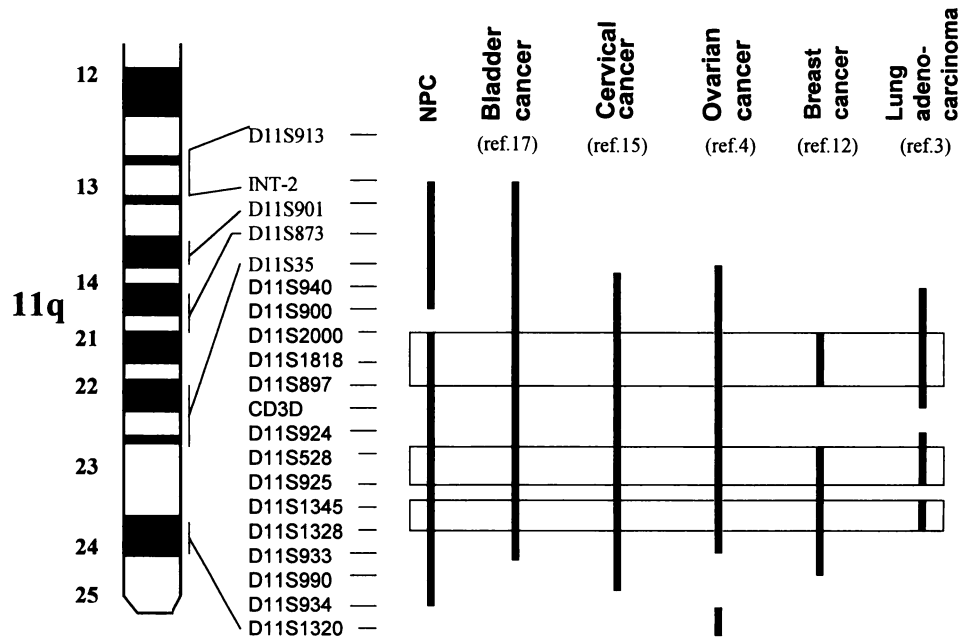 11q
12
13
14
21
22
23
24
25
D11S913
INT-2
D11S901
D11S873
D11S35
D11S940
D11S900
D11S2000
D11S1818
D11S897
CD3D
D11S924
D11S528
D11S925
D11S1345
D11S1328
D11S933
D11S990
D11S934
D11S1320
NPC
Bladder
cancer
(ref.17)
Cervical
cancer
(ref.15)
Ovarian
cancer
(ref.4)
Breast
cancer
(ref.12)
Lung
adeno-
carcinoma
(ref.3)